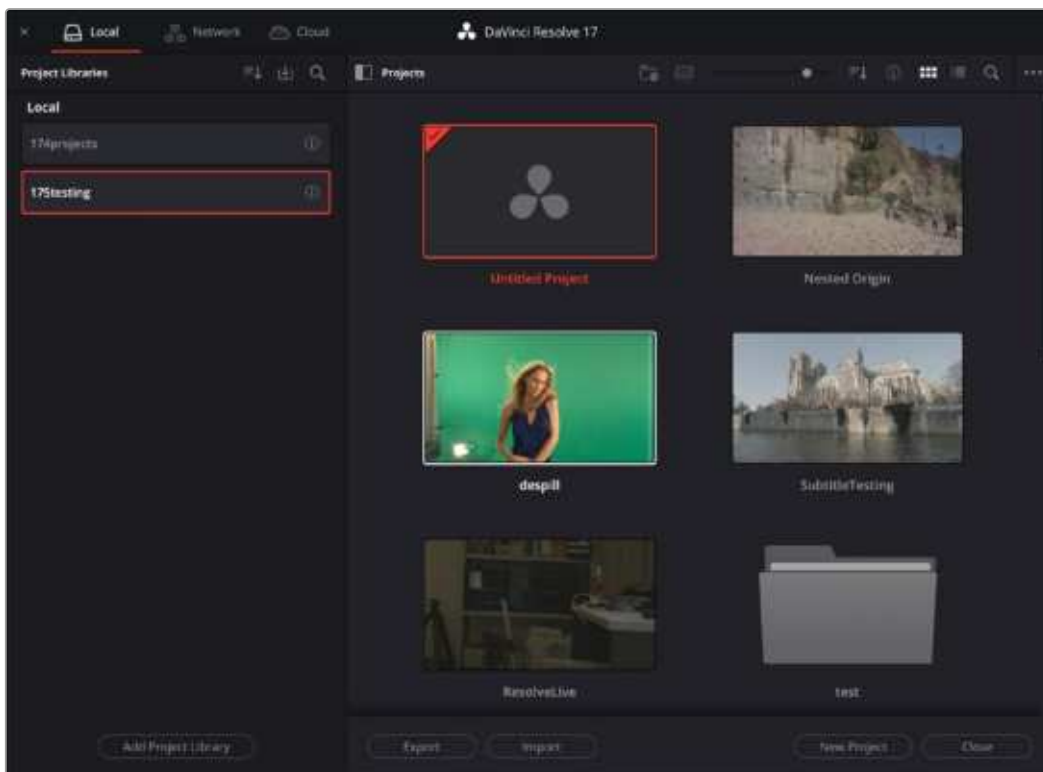 Local
Network
Cloud
DaVinci Resolve 17
Project Libraries
Projects
Local
174projects
175testing
Untitled Project
Nested Origin
despill
SubtitleTesting
ResolveLive
test
Add Project Library
Export
Import
New Project
Close